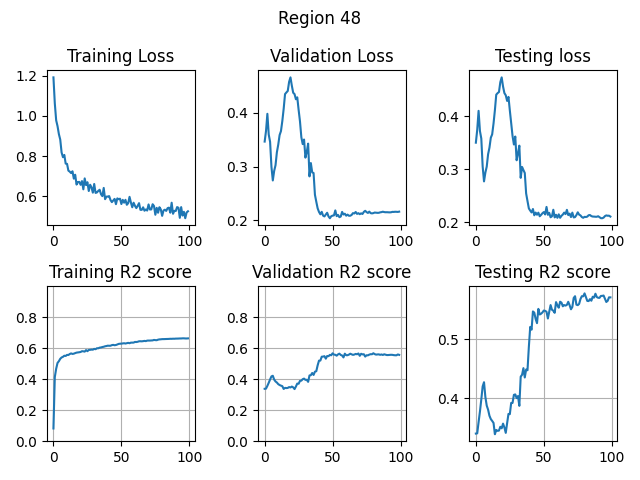 Region 48
Training Loss
Validation Loss
Testing loss
1.2
1.0
0.8
0.6
0 50 100
0.4
0.3
0.2
0 50 100
0.4
0.3
0.2
0 50 100
Training R2 score
Validation R2 score
Testing R2 score
0.8
0.6
0.4
0.2
0.0
0 50 100
0.8
0.6
0.4
0.2
0.0
0 50 100
0.5
0.4
0 50 100